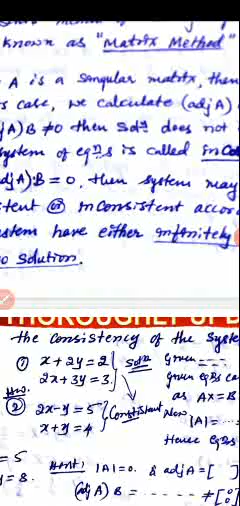 known as "Matrix Method"
A is a singular matrix, then
case, we calculate (adj A)
A)B ≠ 0 then Solⁿ does not
system of eqⁿs is called
A).B = 0, then system may
tent or inconsistent accor
stem have either infinitely
solution.
the consistency of the syste
① x + 2y = 2 } Solⁿ Given
2x + 3y = 3. given eqⁿs ca
as AX = B
② 2x - y = 5 } Consistent Now
x + y = 4 |A| = ....
Hence eqⁿs
= 5
Hint: |A| = 0. & adj A = [ ]
y = 8.
(adj A) B = ...... ≠ [0 0]